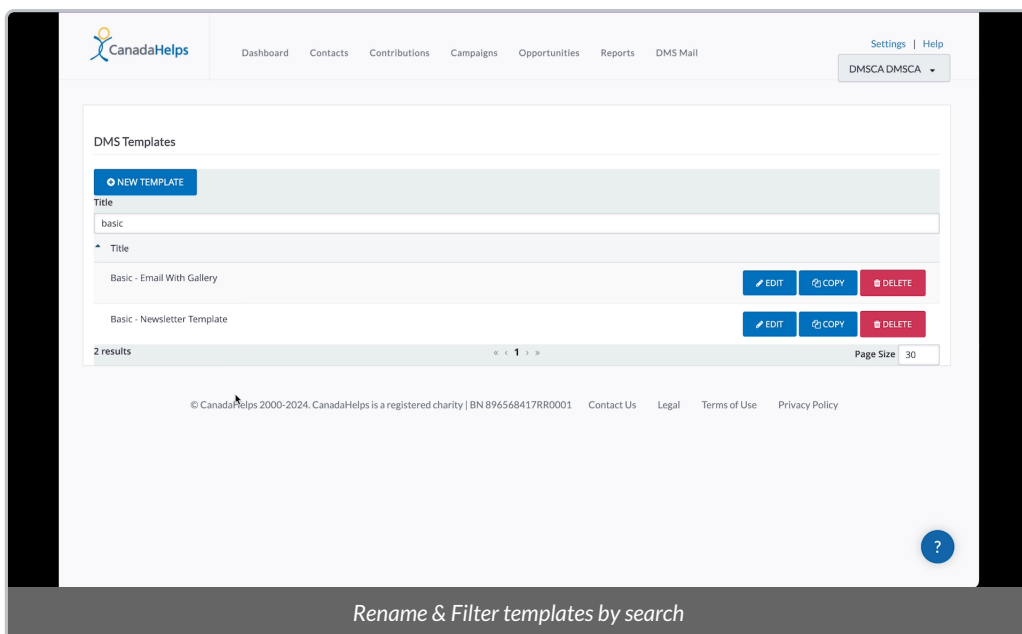 CanadaHelps
Dashboard Contacts Contributions Campaigns Opportunities Reports DMS Mail
Settings | Help
DMSCA DMSCA
DMS Templates
NEW TEMPLATE
Title
basic
Title
Basic - Email With Gallery
EDIT COPY DELETE
Basic - Newsletter Template
EDIT COPY DELETE
2 results « ‹ 1 › » Page Size 30
© CanadaHelps 2000-2024. CanadaHelps is a registered charity | BN 896568417RR0001 Contact Us Legal Terms of Use Privacy Policy
?
Rename & Filter templates by search